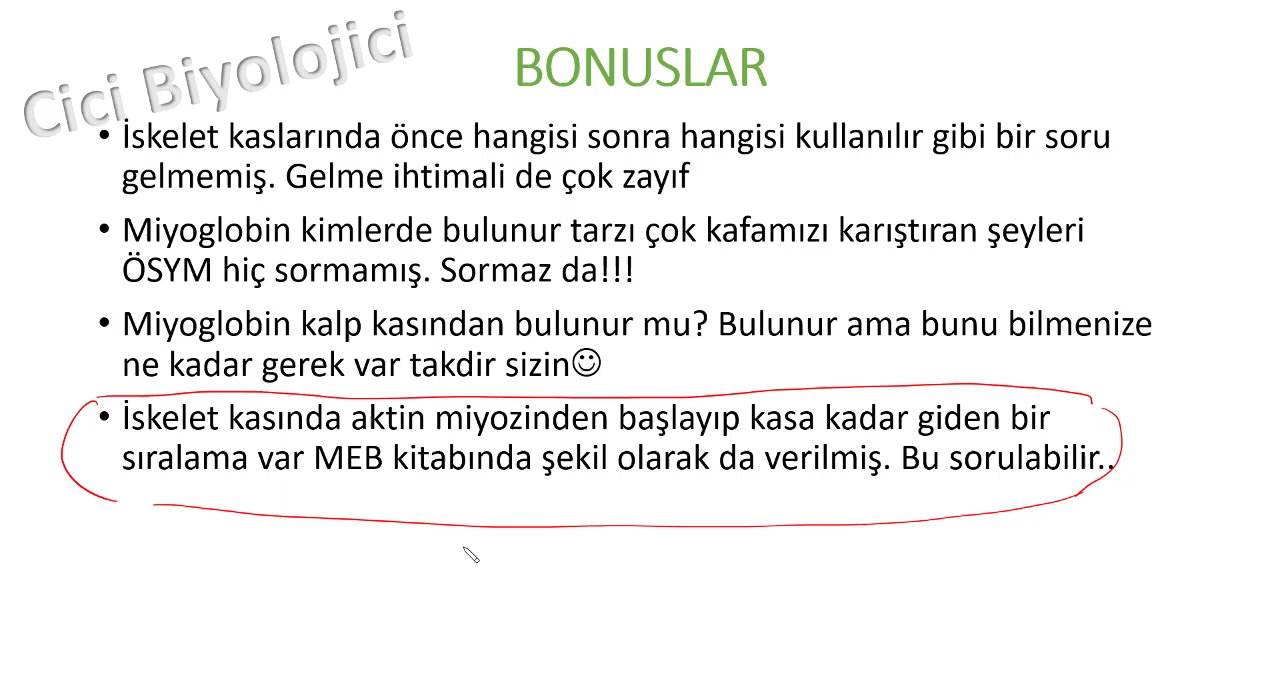 Cici Biyolojici
BONUSLAR
• İskelet kaslarında önce hangisi sonra hangisi kullanılır gibi bir soru
gelmemiş. Gelme ihtimali de çok zayıf
• Miyoglobin kimlerde bulunur tarzı çok kafamızı karıştıran şeyleri
ÖSYM hiç sormamış. Sormaz da!!!
• Miyoglobin kalp kasından bulunur mu? Bulunur ama bunu bilmenize
ne kadar gerek var takdir sizin☺
• İskelet kasında aktin miyozinden başlayıp kasa kadar giden bir
sıralama var MEB kitabında şekil olarak da verilmiş. Bu sorulabilir..